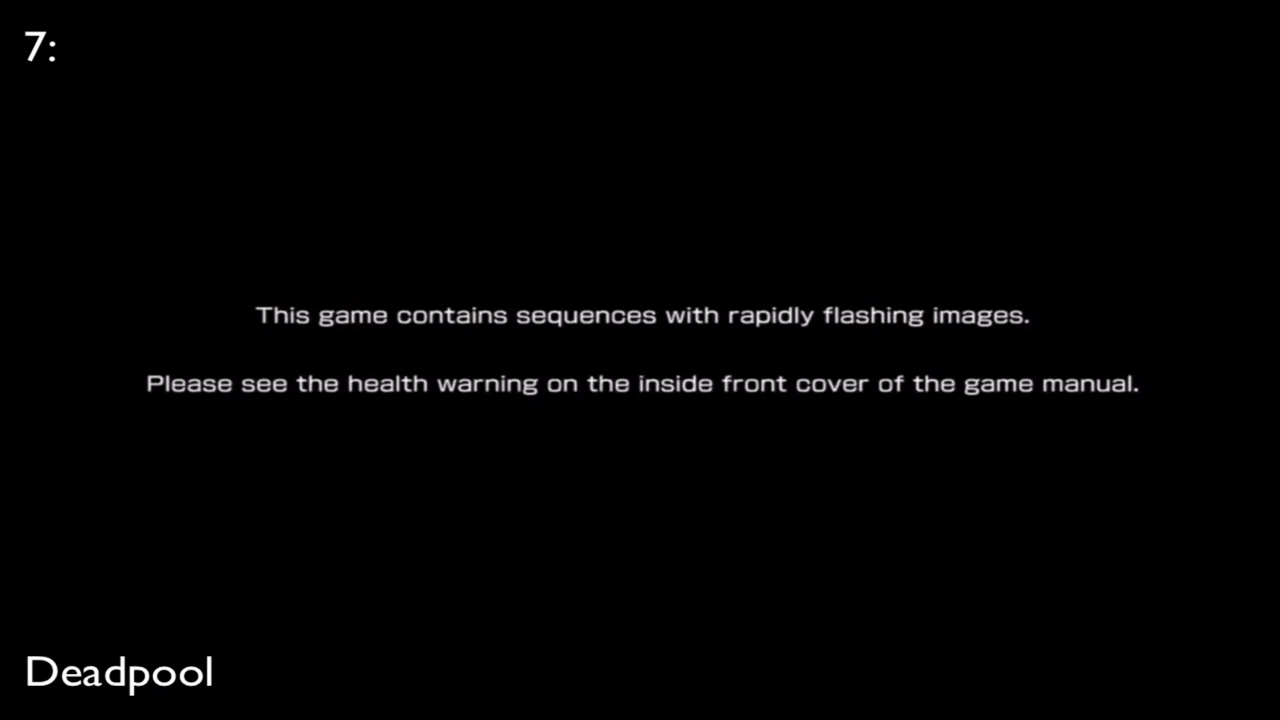 7:
This game contains sequences with rapidly flashing images.
Please see the health warning on the inside front cover of the game manual.
Deadpool